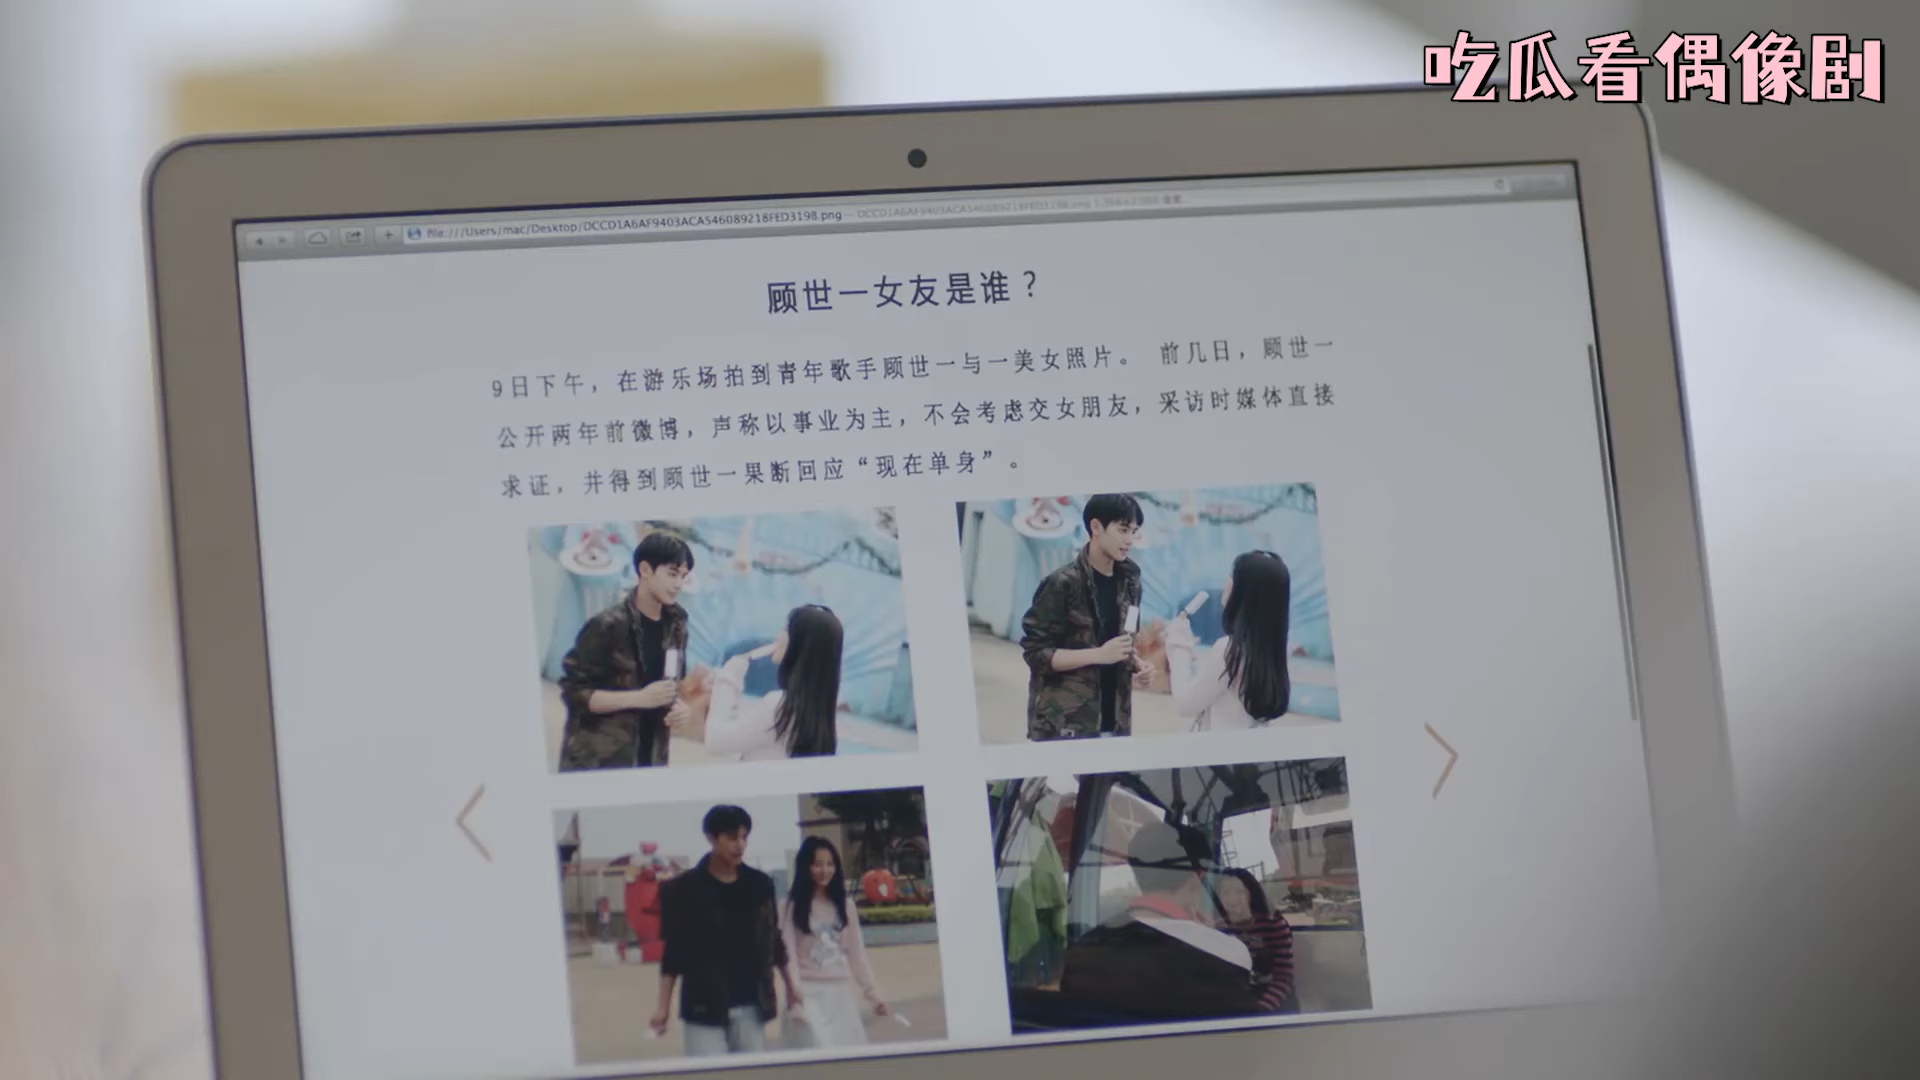 吃瓜看偶像剧
file:///Users/mac/Desktop/DCCD1A6AF9403ACA546089218FED3198.png
顾世一女友是谁？
9日下午，在游乐场拍到青年歌手顾世一与一美女照片。 前几日，顾世一
公开两年前微博，声称以事业为主，不会考虑交女朋友，采访时媒体直接
求证，并得到顾世一果断回应“现在单身”。